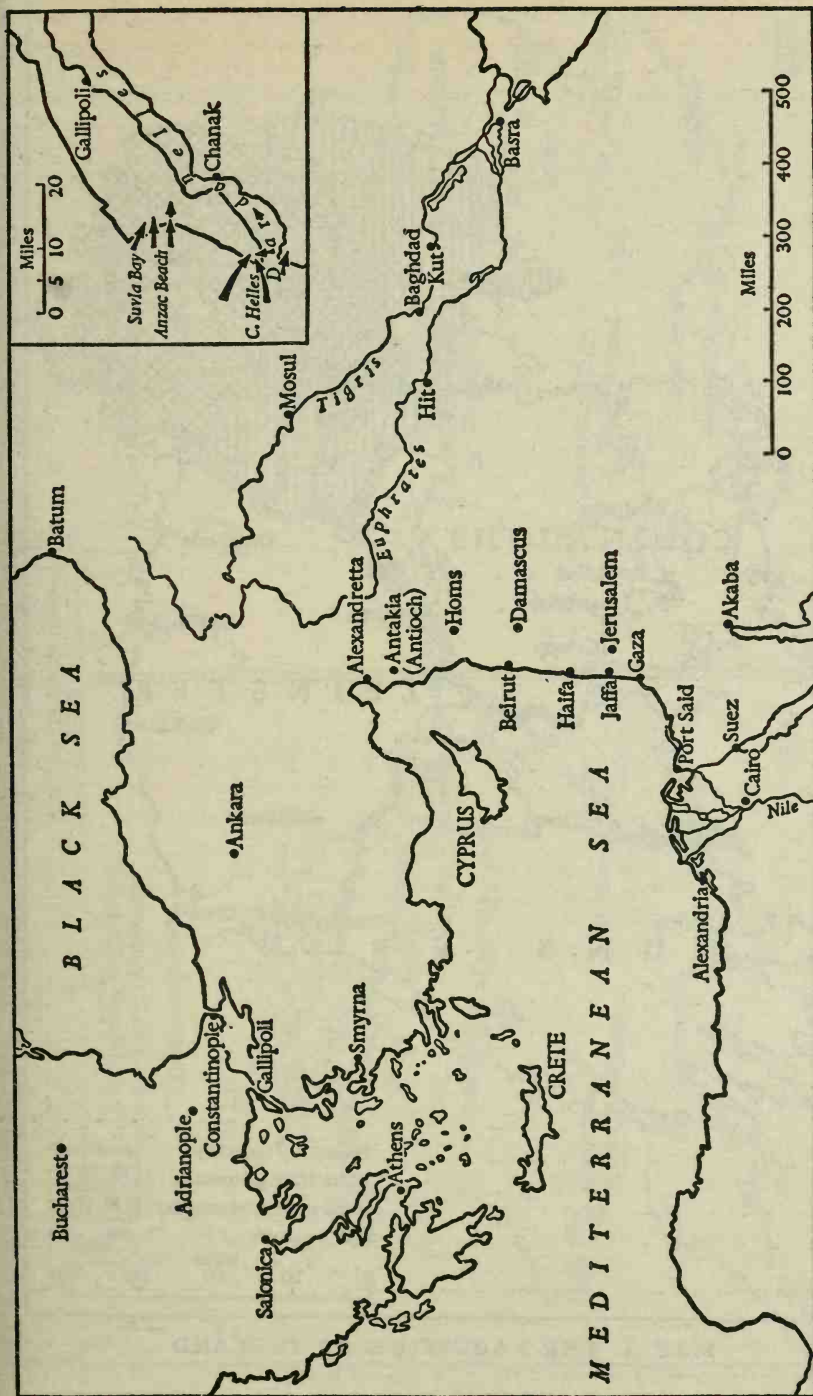 BLACK SEA
MEDITERRANEAN SEA
Bucharest
Adrianople
Constantinople
Gallipoli
Salonica
Athens
Smyrna
CRETE
Ankara
Batum
CYPRUS
Alexandretta
Antakia
(Antioch)
Homs
Damascus
Beirut
Haifa
Jaffa
Jerusalem
Gaza
Port Said
Suez
Cairo
Nile
Alexandria
Akaba
Mosul
Tigris
Euphrates
Hit
Baghdad
Kut
Basra
Miles
0 100 200 300 400 500
Miles
0 5 10 20
Suvla Bay
Anzac Beach
C. Helles
Gallipoli
Chanak
Dardanelles